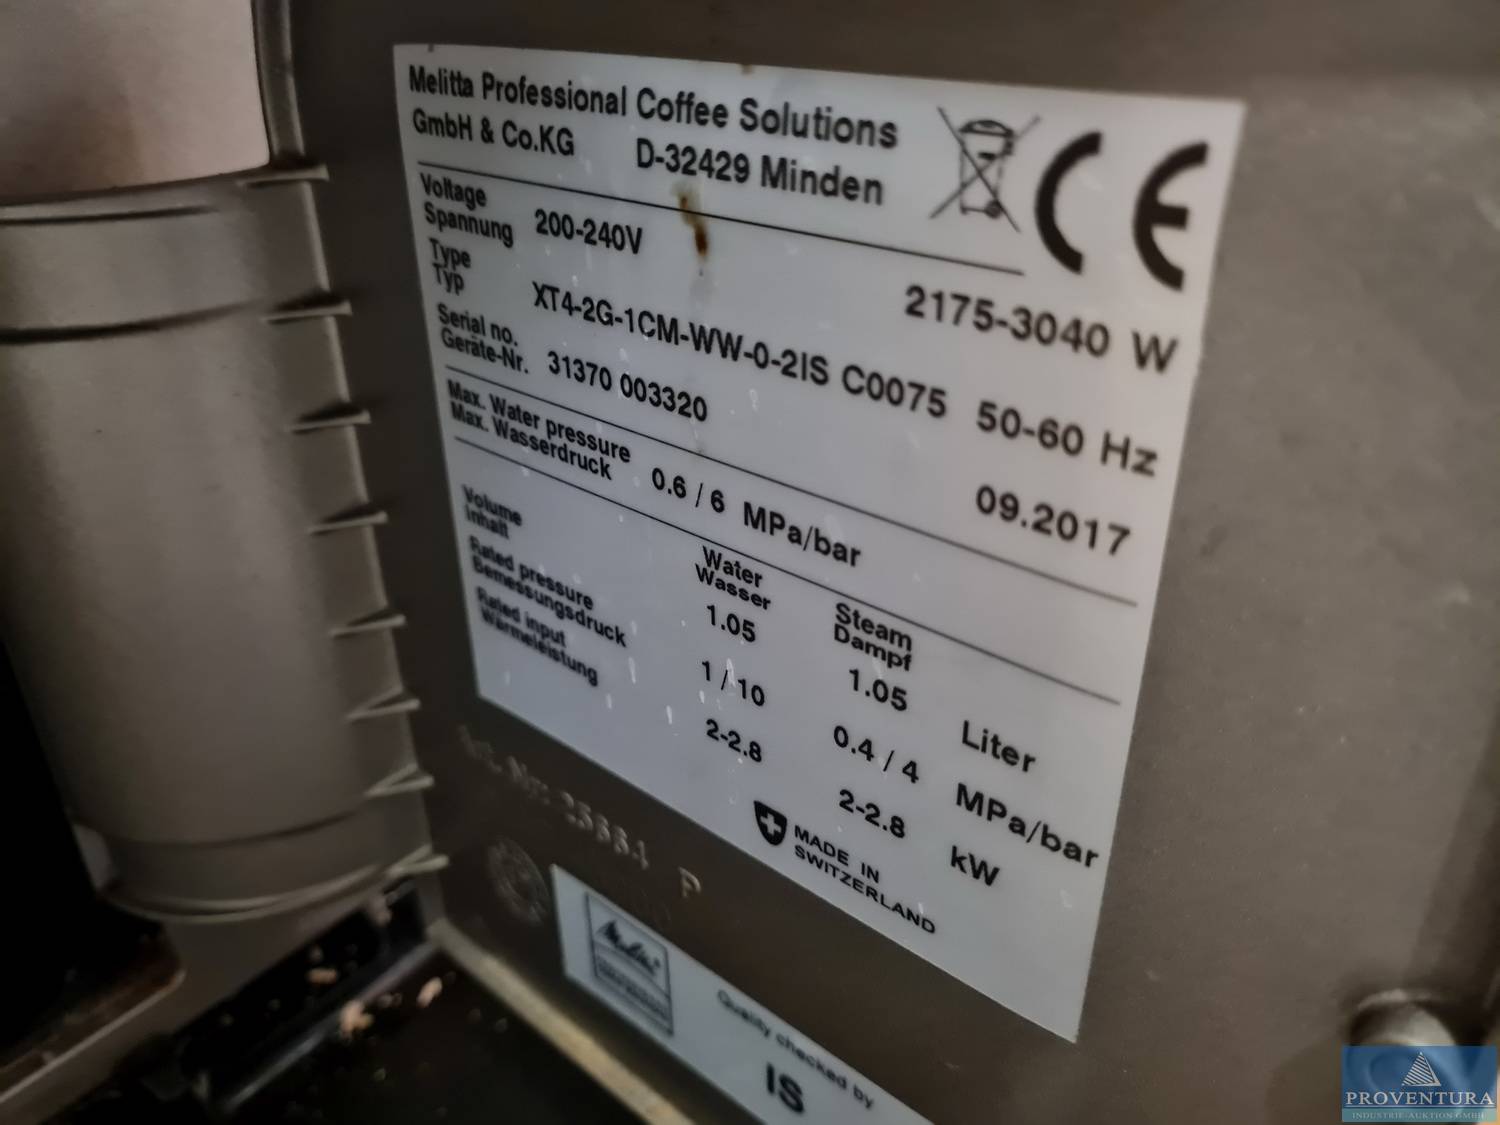 Melitta Professional Coffee Solutions
GmbH & Co.KG D-32429 Minden
CE
Voltage
Spannung 200-240V 2175-3040 W
Type
Typ XT4-2G-1CM-WW-0-2IS C0075 50-60 Hz
Serial no.
Geräte-Nr. 31370 003320 09.2017
Max. Water pressure
Max. Wasserdruck 0.6 / 6 MPa/bar
Water Steam
Wasser Dampf
Volume
Inhalt 1.05 1.05 Liter
Rated pressure
Bemessungsdruck 1 / 10 0.4 / 4 MPa/bar
Rated input
Wärmeleistung 2-2.8 2-2.8 kW
MADE IN
SWITZERLAND
P
Melitta®
Quality checked by
IS
PROVENTURA
INDUSTRIE-AUKTION GMBH